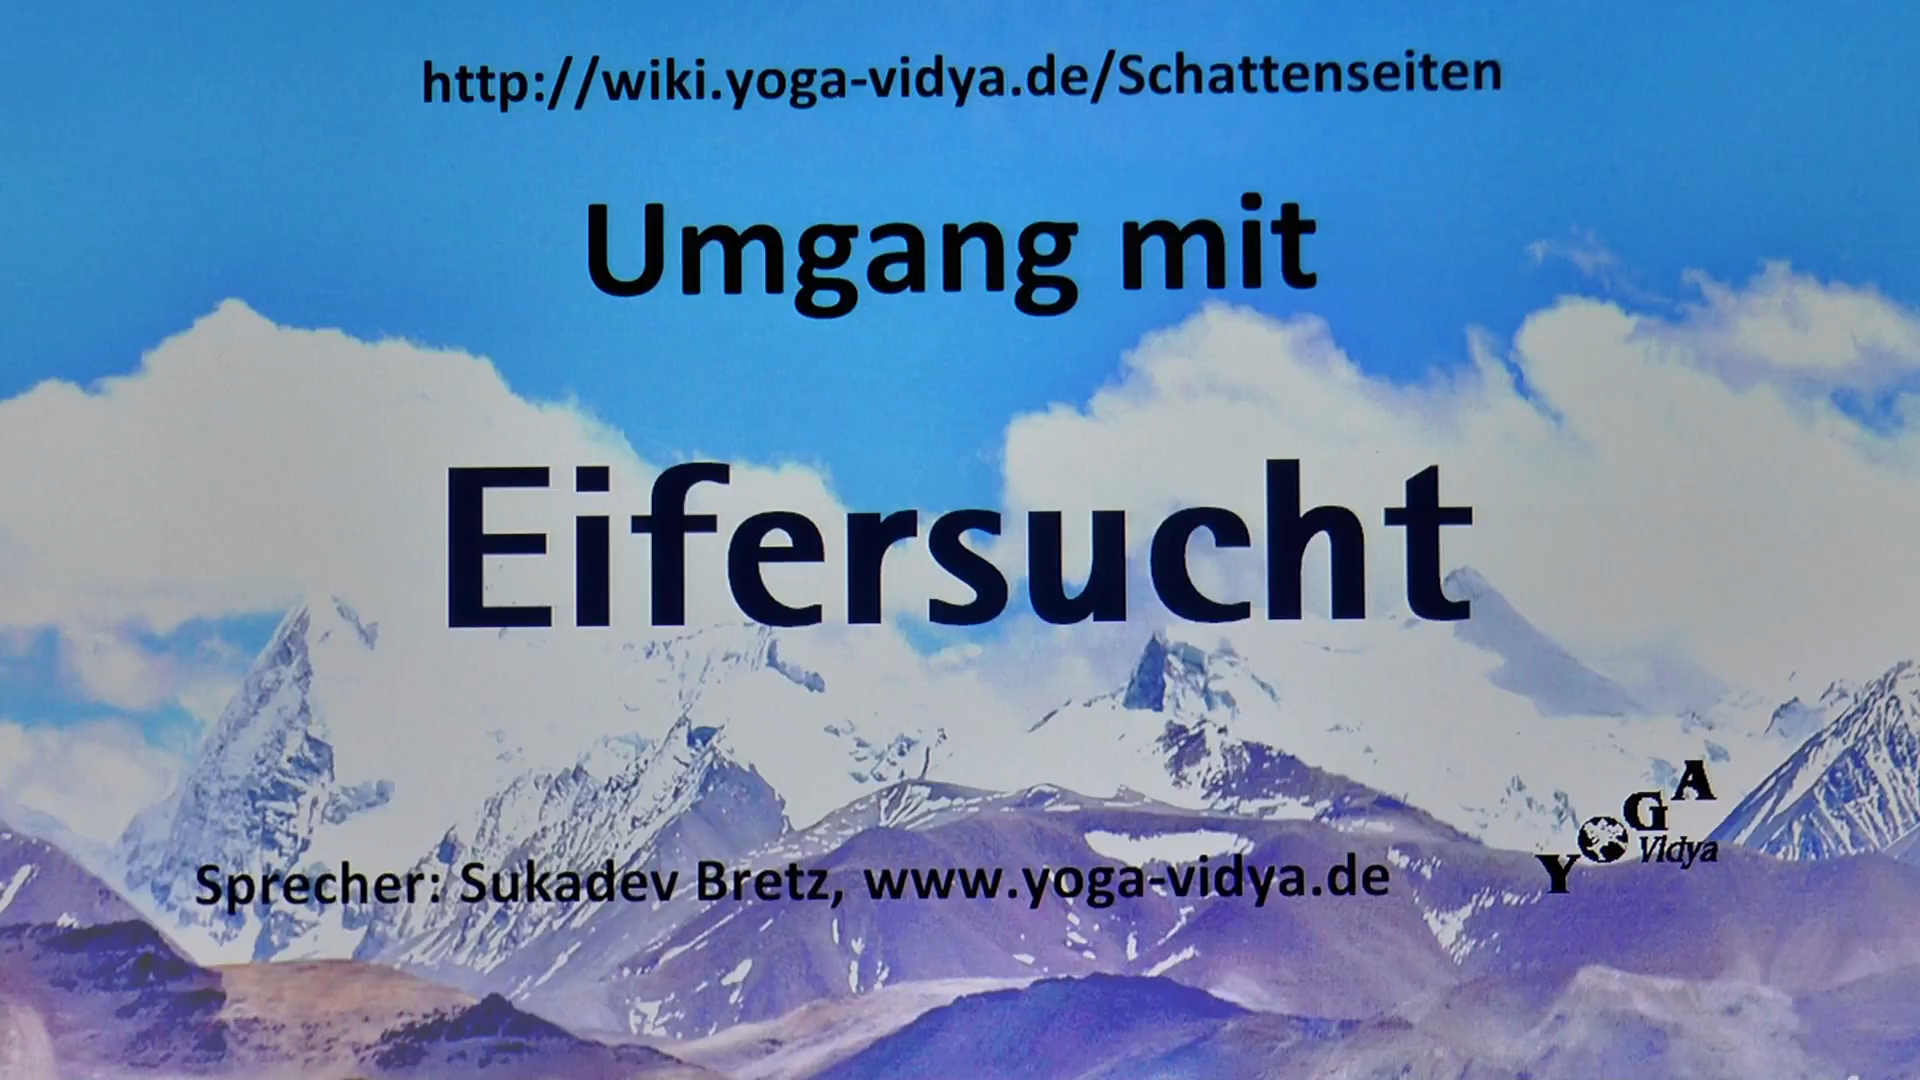 http://wiki.yoga-vidya.de/Schattenseiten
Umgang mit
Eifersucht
Sprecher: Sukadev Bretz, www.yoga-vidya.de
YOGA
Vidya